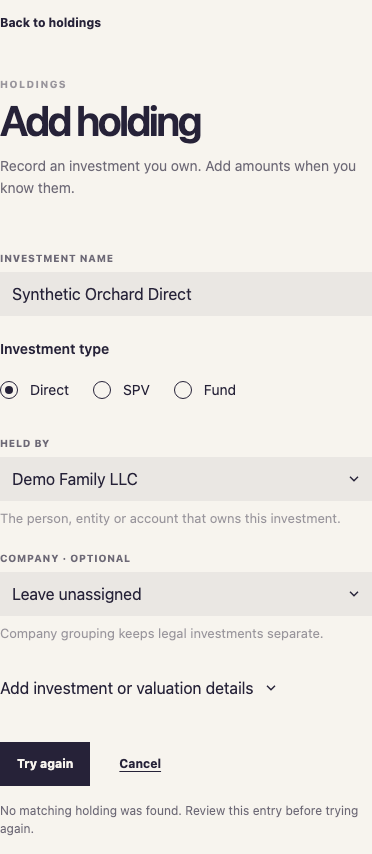 Back to holdings
HOLDINGS
Add holding
Record an investment you own. Add amounts when you
know them.
INVESTMENT NAME
Synthetic Orchard Direct
Investment type
Direct SPV Fund
HELD BY
Demo Family LLC
The person, entity or account that owns this investment.
COMPANY · OPTIONAL
Leave unassigned
Company grouping keeps legal investments separate.
Add investment or valuation details
Try again Cancel
No matching holding was found. Review this entry before trying
again.